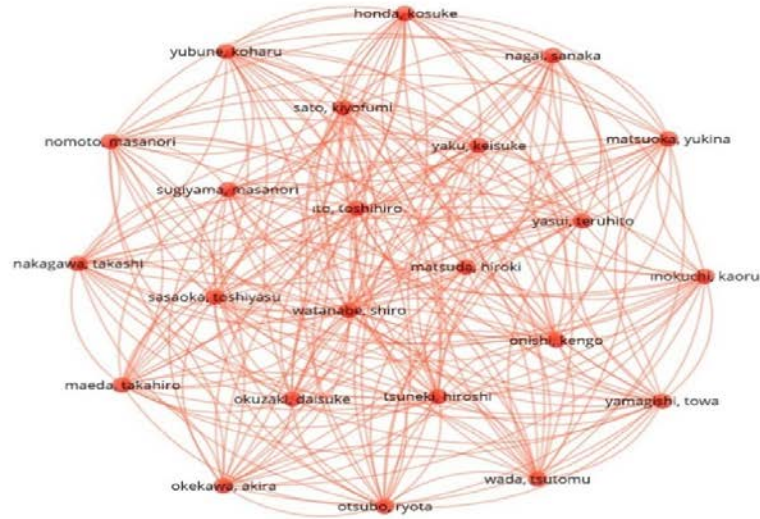 honda, kosuke
yubune, koharu
nagai, sanaka
sato, kiyofumi
nomoto, masanori
yaku, keisuke
matsuoka, yukina
sugiyama, masanori
ito, toshihiro
yasui, teruhito
nakagawa, takashi
matsuda, hiroki
inokuchi, kaoru
sasaoka, toshiyasu
watanabe, shiro
onishi, kengo
maeda, takahiro
okuzaki, daisuke
tsuneki, hiroshi
yamagishi, towa
okekawa, akira
wada, tsutomu
otsubo, ryota